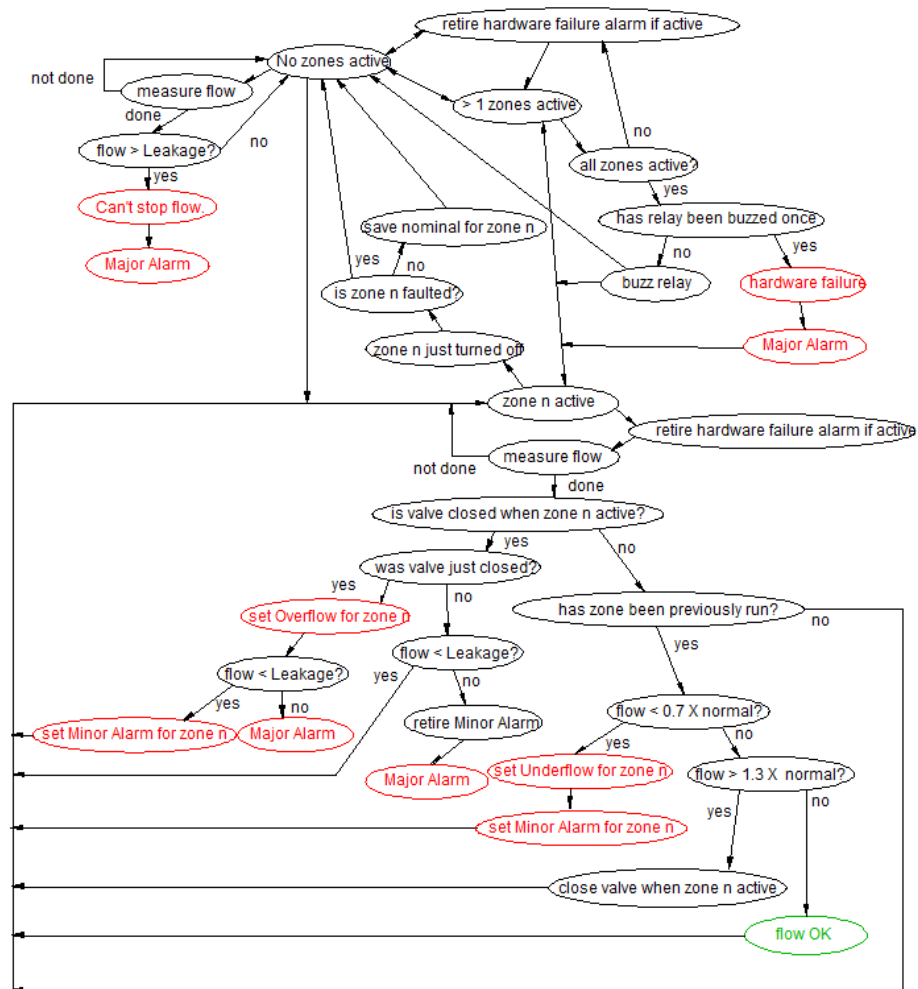 retire hardware failure alarm if active
No zones active
not done
measure flow
> 1 zones active
done
no
flow > Leakage?
no
all zones active?
yes
yes
Can't stop flow.
has relay been buzzed once
save nominal for zone n
yes
no
no
yes
Major Alarm
is zone n faulted?
buzz relay
hardware failure
zone n just turned off
Major Alarm
zone n active
retire hardware failure alarm if active
measure flow
not done
done
is valve closed when zone n active?
yes
no
was valve just closed?
yes
no
has zone been previously run?
no
set Overflow for zone n
yes
flow < Leakage?
yes
flow < Leakage?
no
yes
no
flow < 0.7 X normal?
retire Minor Alarm
set Minor Alarm for zone n
Major Alarm
yes
no
Major Alarm
set Underflow for zone n
flow > 1.3 X normal?
yes
no
set Minor Alarm for zone n
close valve when zone n active
flow OK